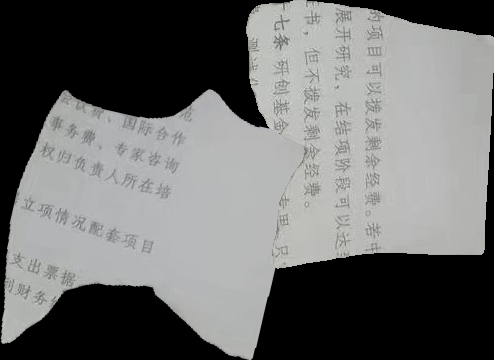 会议费、国际合作
事务费、专家咨询
权归负责人所在培
立项情况配套项目
支出票据
到财务
的项目可以拨发剩余经费。若中
展开研究，在结项阶段可以达
书，但不拨发剩余经费。
七条 研创基金
专用
只